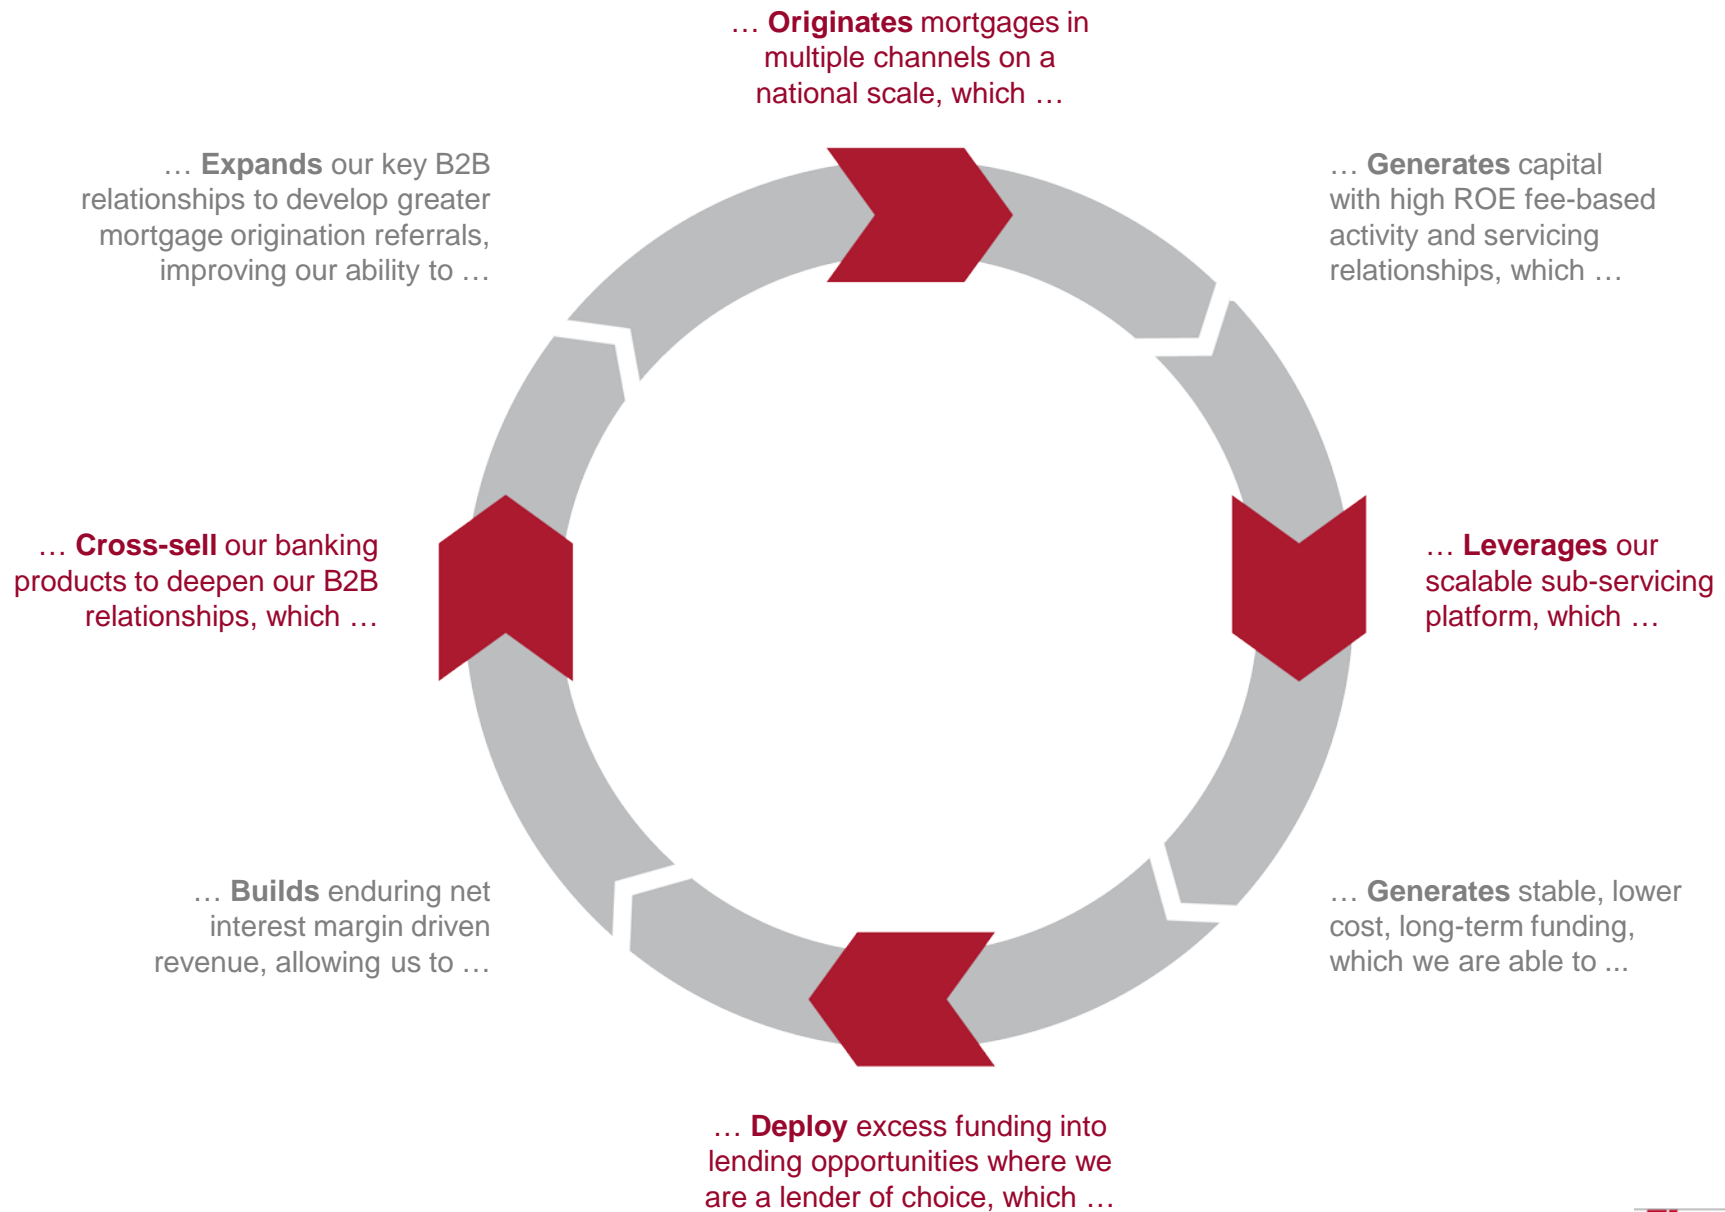 … Originates mortgages in
multiple channels on a
national scale, which …
… Generates capital
with high ROE fee-based
activity and servicing
relationships, which …
… Leverages our
scalable sub-servicing
platform, which …
… Generates stable, lower
cost, long-term funding,
which we are able to ...
… Deploy excess funding into
lending opportunities where we
are a lender of choice, which …
… Builds enduring net
interest margin driven
revenue, allowing us to …
… Cross-sell our banking
products to deepen our B2B
relationships, which …
… Expands our key B2B
relationships to develop greater
mortgage origination referrals,
improving our ability to …